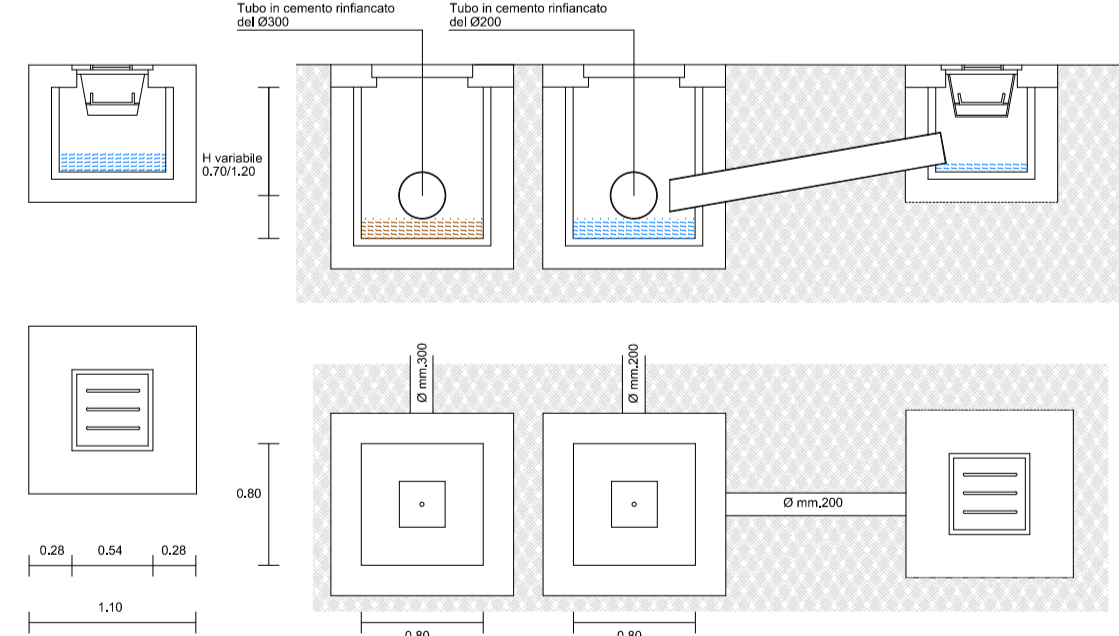 Tubo in cemento rinfiancato
del Ø300
Tubo in cemento rinfiancato
del Ø200
H variabile
0.70/1.20
Ø mm.300
Ø mm.200
0.80
Ø mm.200
0.28
0.54
0.28
1.10
0.80
0.80